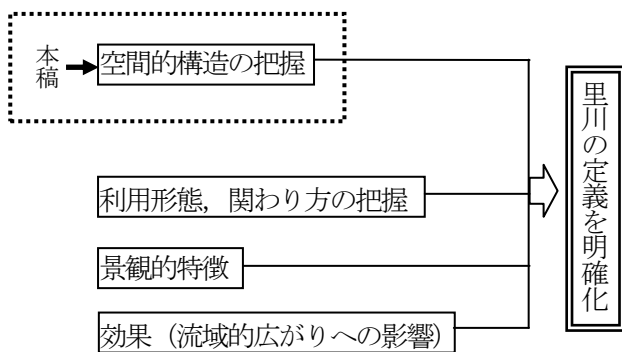 本稿
空間的構造の把握
利用形態，関わり方の把握
景観的特徴
効果（流域的広がりへの影響）
里川の定義を明確化